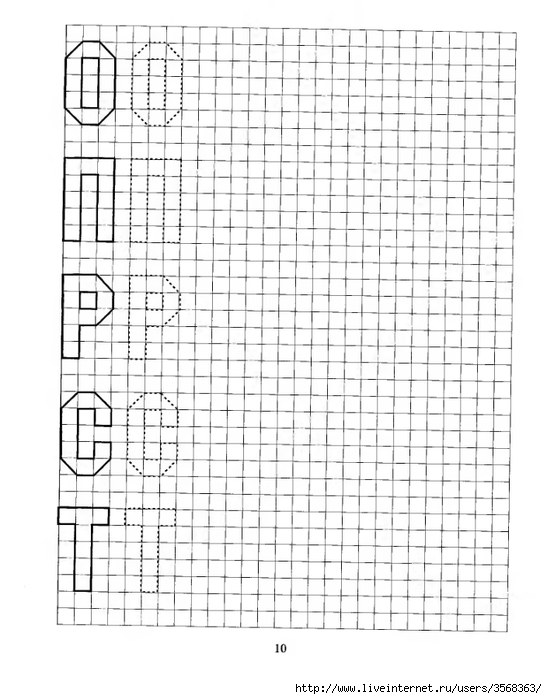 О О
П П
Р Р
С С
Т Т
10
http://www.liveinternet.ru/users/3568363/